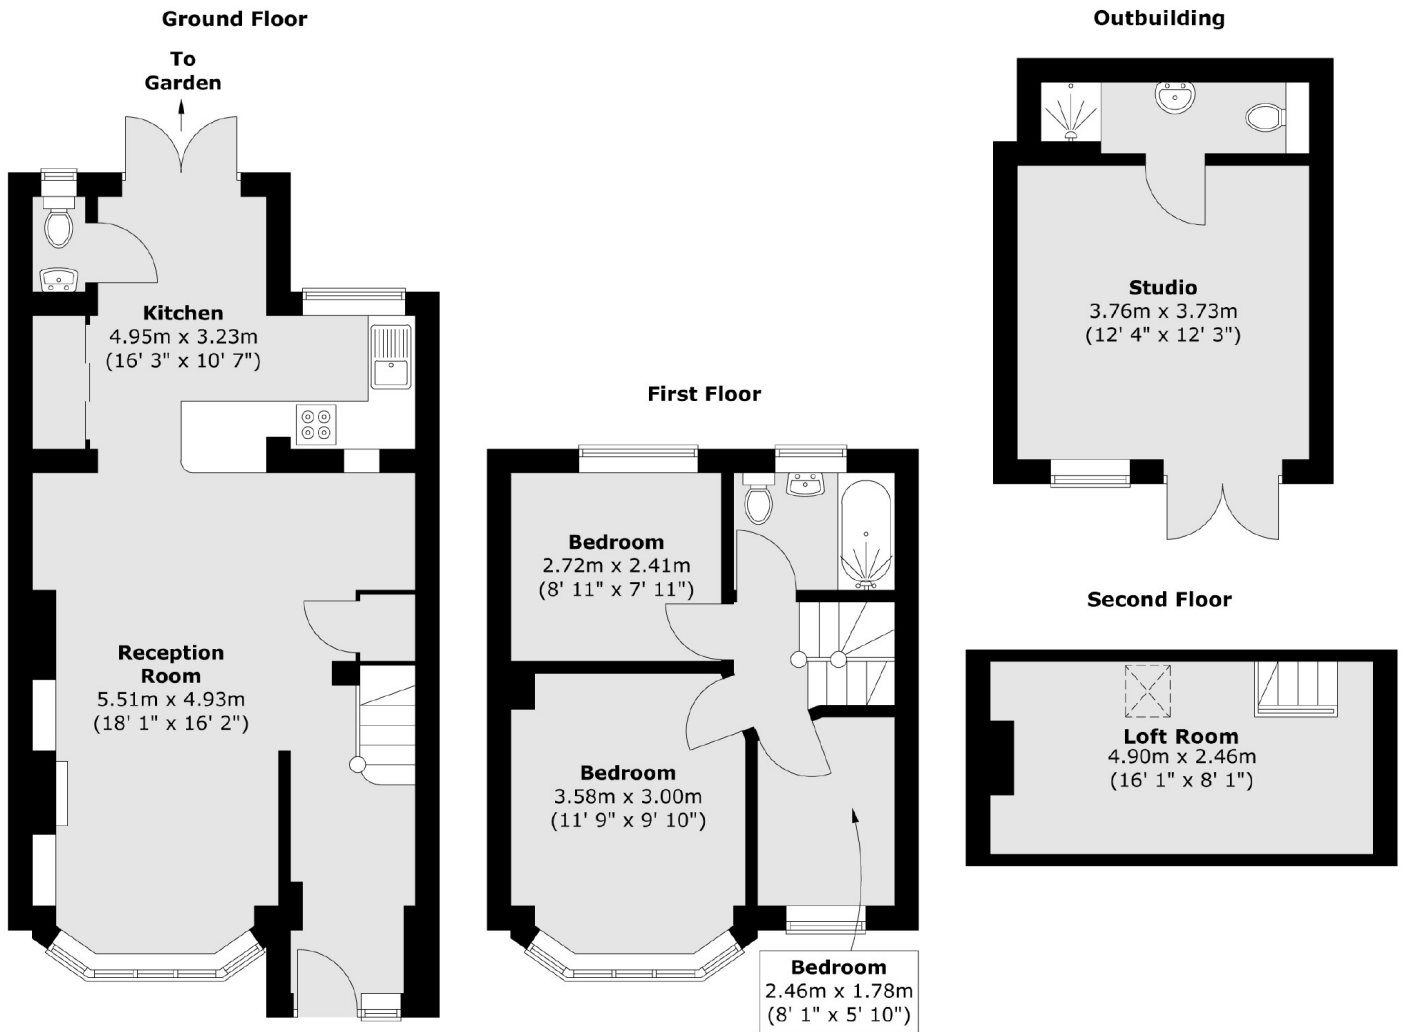 Ground Floor
To
Garden
Kitchen
4.95m x 3.23m
(16' 3" x 10' 7")
Reception
Room
5.51m x 4.93m
(18' 1" x 16' 2")
First Floor
Bedroom
2.72m x 2.41m
(8' 11" x 7' 11")
Bedroom
3.58m x 3.00m
(11' 9" x 9' 10")
Bedroom
2.46m x 1.78m
(8' 1" x 5' 10")
Outbuilding
Studio
3.76m x 3.73m
(12' 4" x 12' 3")
Second Floor
Loft Room
4.90m x 2.46m
(16' 1" x 8' 1")